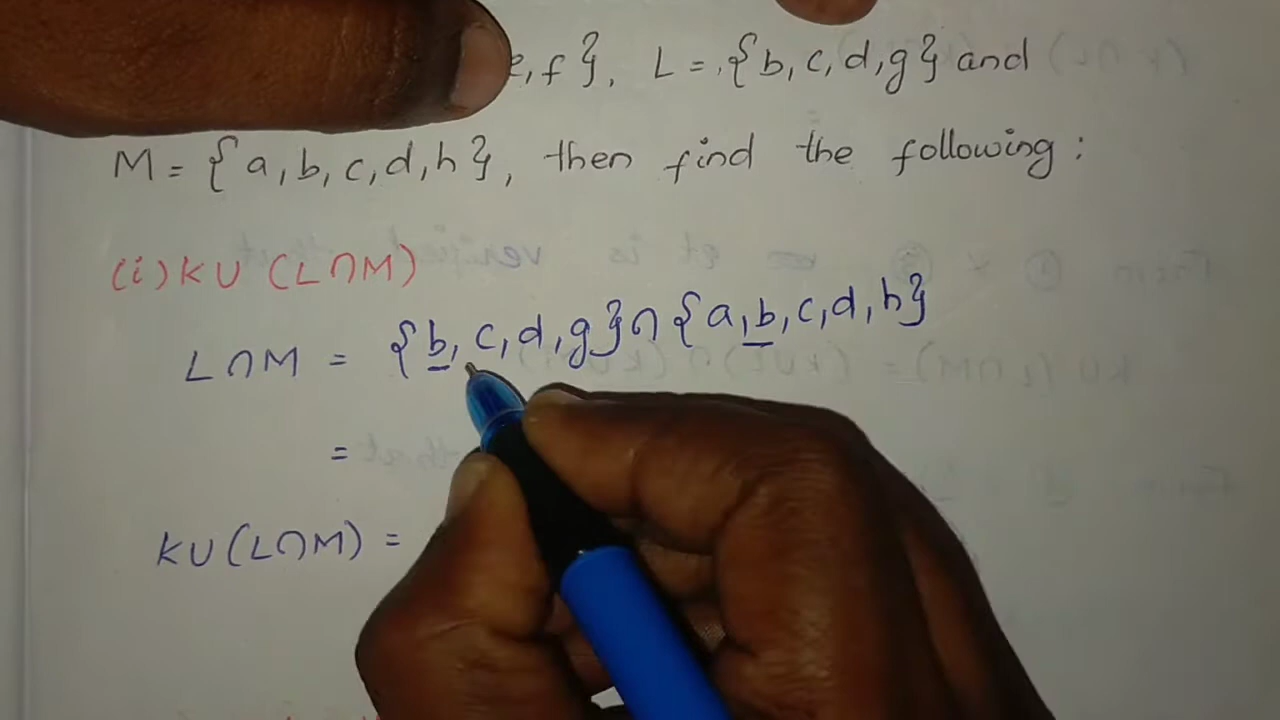 e, f}, L = {b, c, d, g} and
M = {a, b, c, d, h}, then find the following :
(i) K∪(L∩M)
L∩M = {b, c, d, g}∩{a, b, c, d, h}
=
K∪(L∩M) =